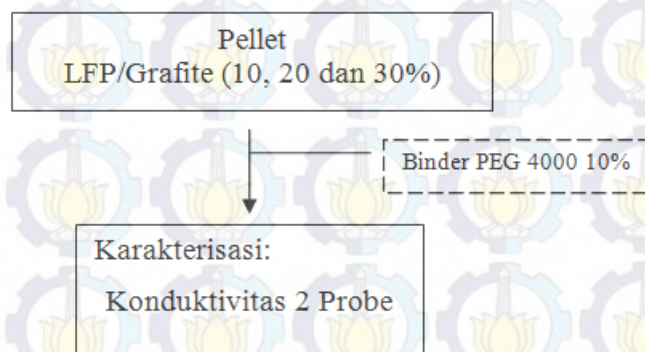 Pellet
LFP/Grafite (10, 20 dan 30%)
Binder PEG 4000 10%
Karakterisasi:
Konduktivitas 2 Probe